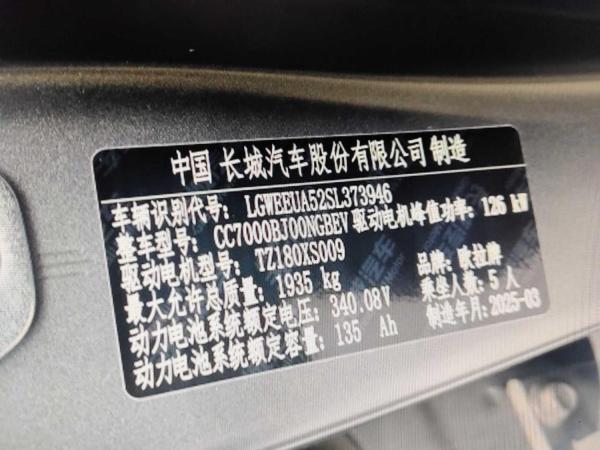 中国 长城汽车股份有限公司 制造
车辆识别代号: LGWEEUA52SL373946
整车型号: CC7000BJ00NGBEV 驱动电机峰值功率: 126 kW
驱动电机型号: TZ180XS009
最大允许总质量: 1935 kg 品牌: 欧拉牌
动力电池系统额定电压: 340.08V 乘坐人数: 5 人
动力电池系统额定容量: 135 Ah 制造年月: 2025-03